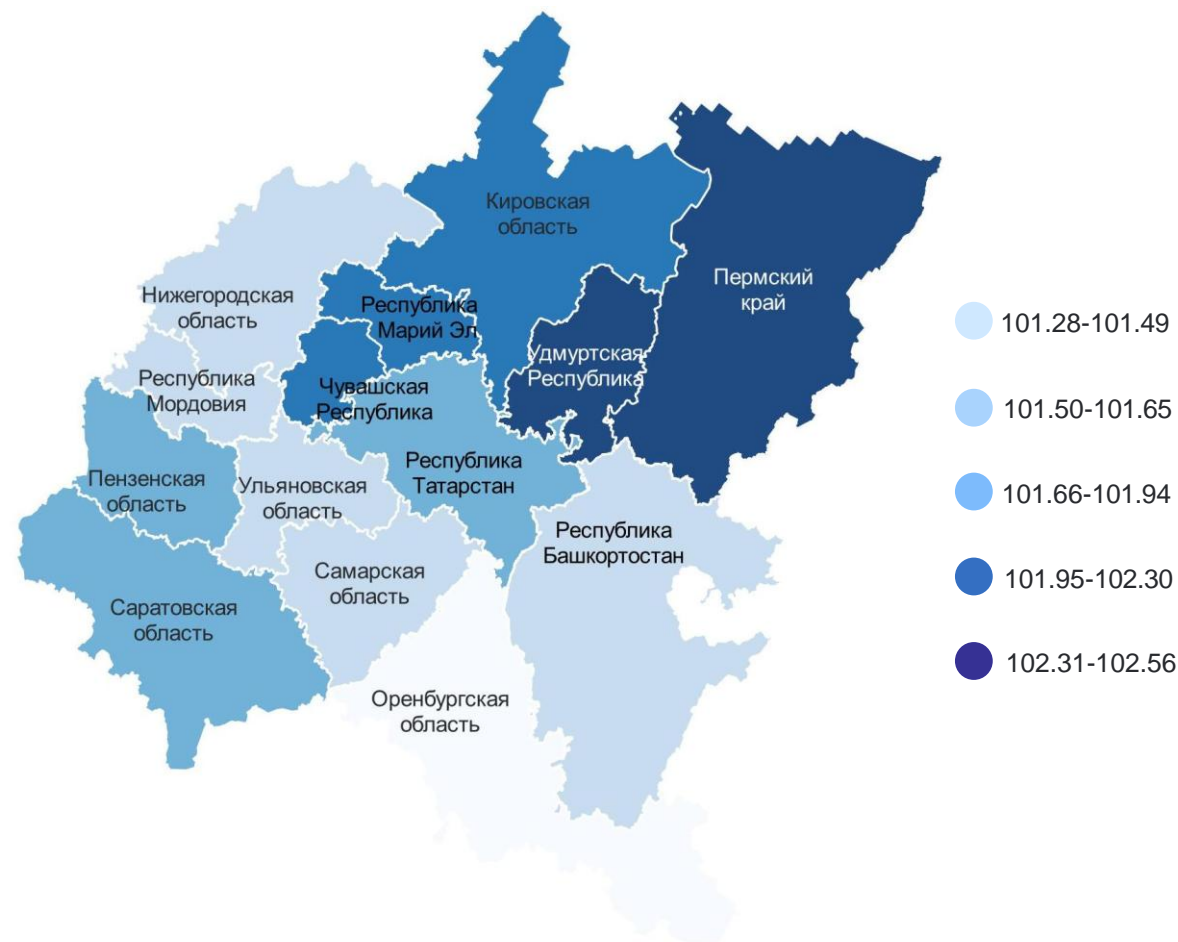 Кировская
область
Пермский
край
Нижегородская
область
Республика
Марий Эл
Удмуртская
Республика
Республика
Мордовия
Чувашская
Республика
Республика
Татарстан
Пензенская
область
Ульяновская
область
Республика
Башкортостан
Самарская
область
Саратовская
область
Оренбургская
область
101.28-101.49
101.50-101.65
101.66-101.94
101.95-102.30
102.31-102.56